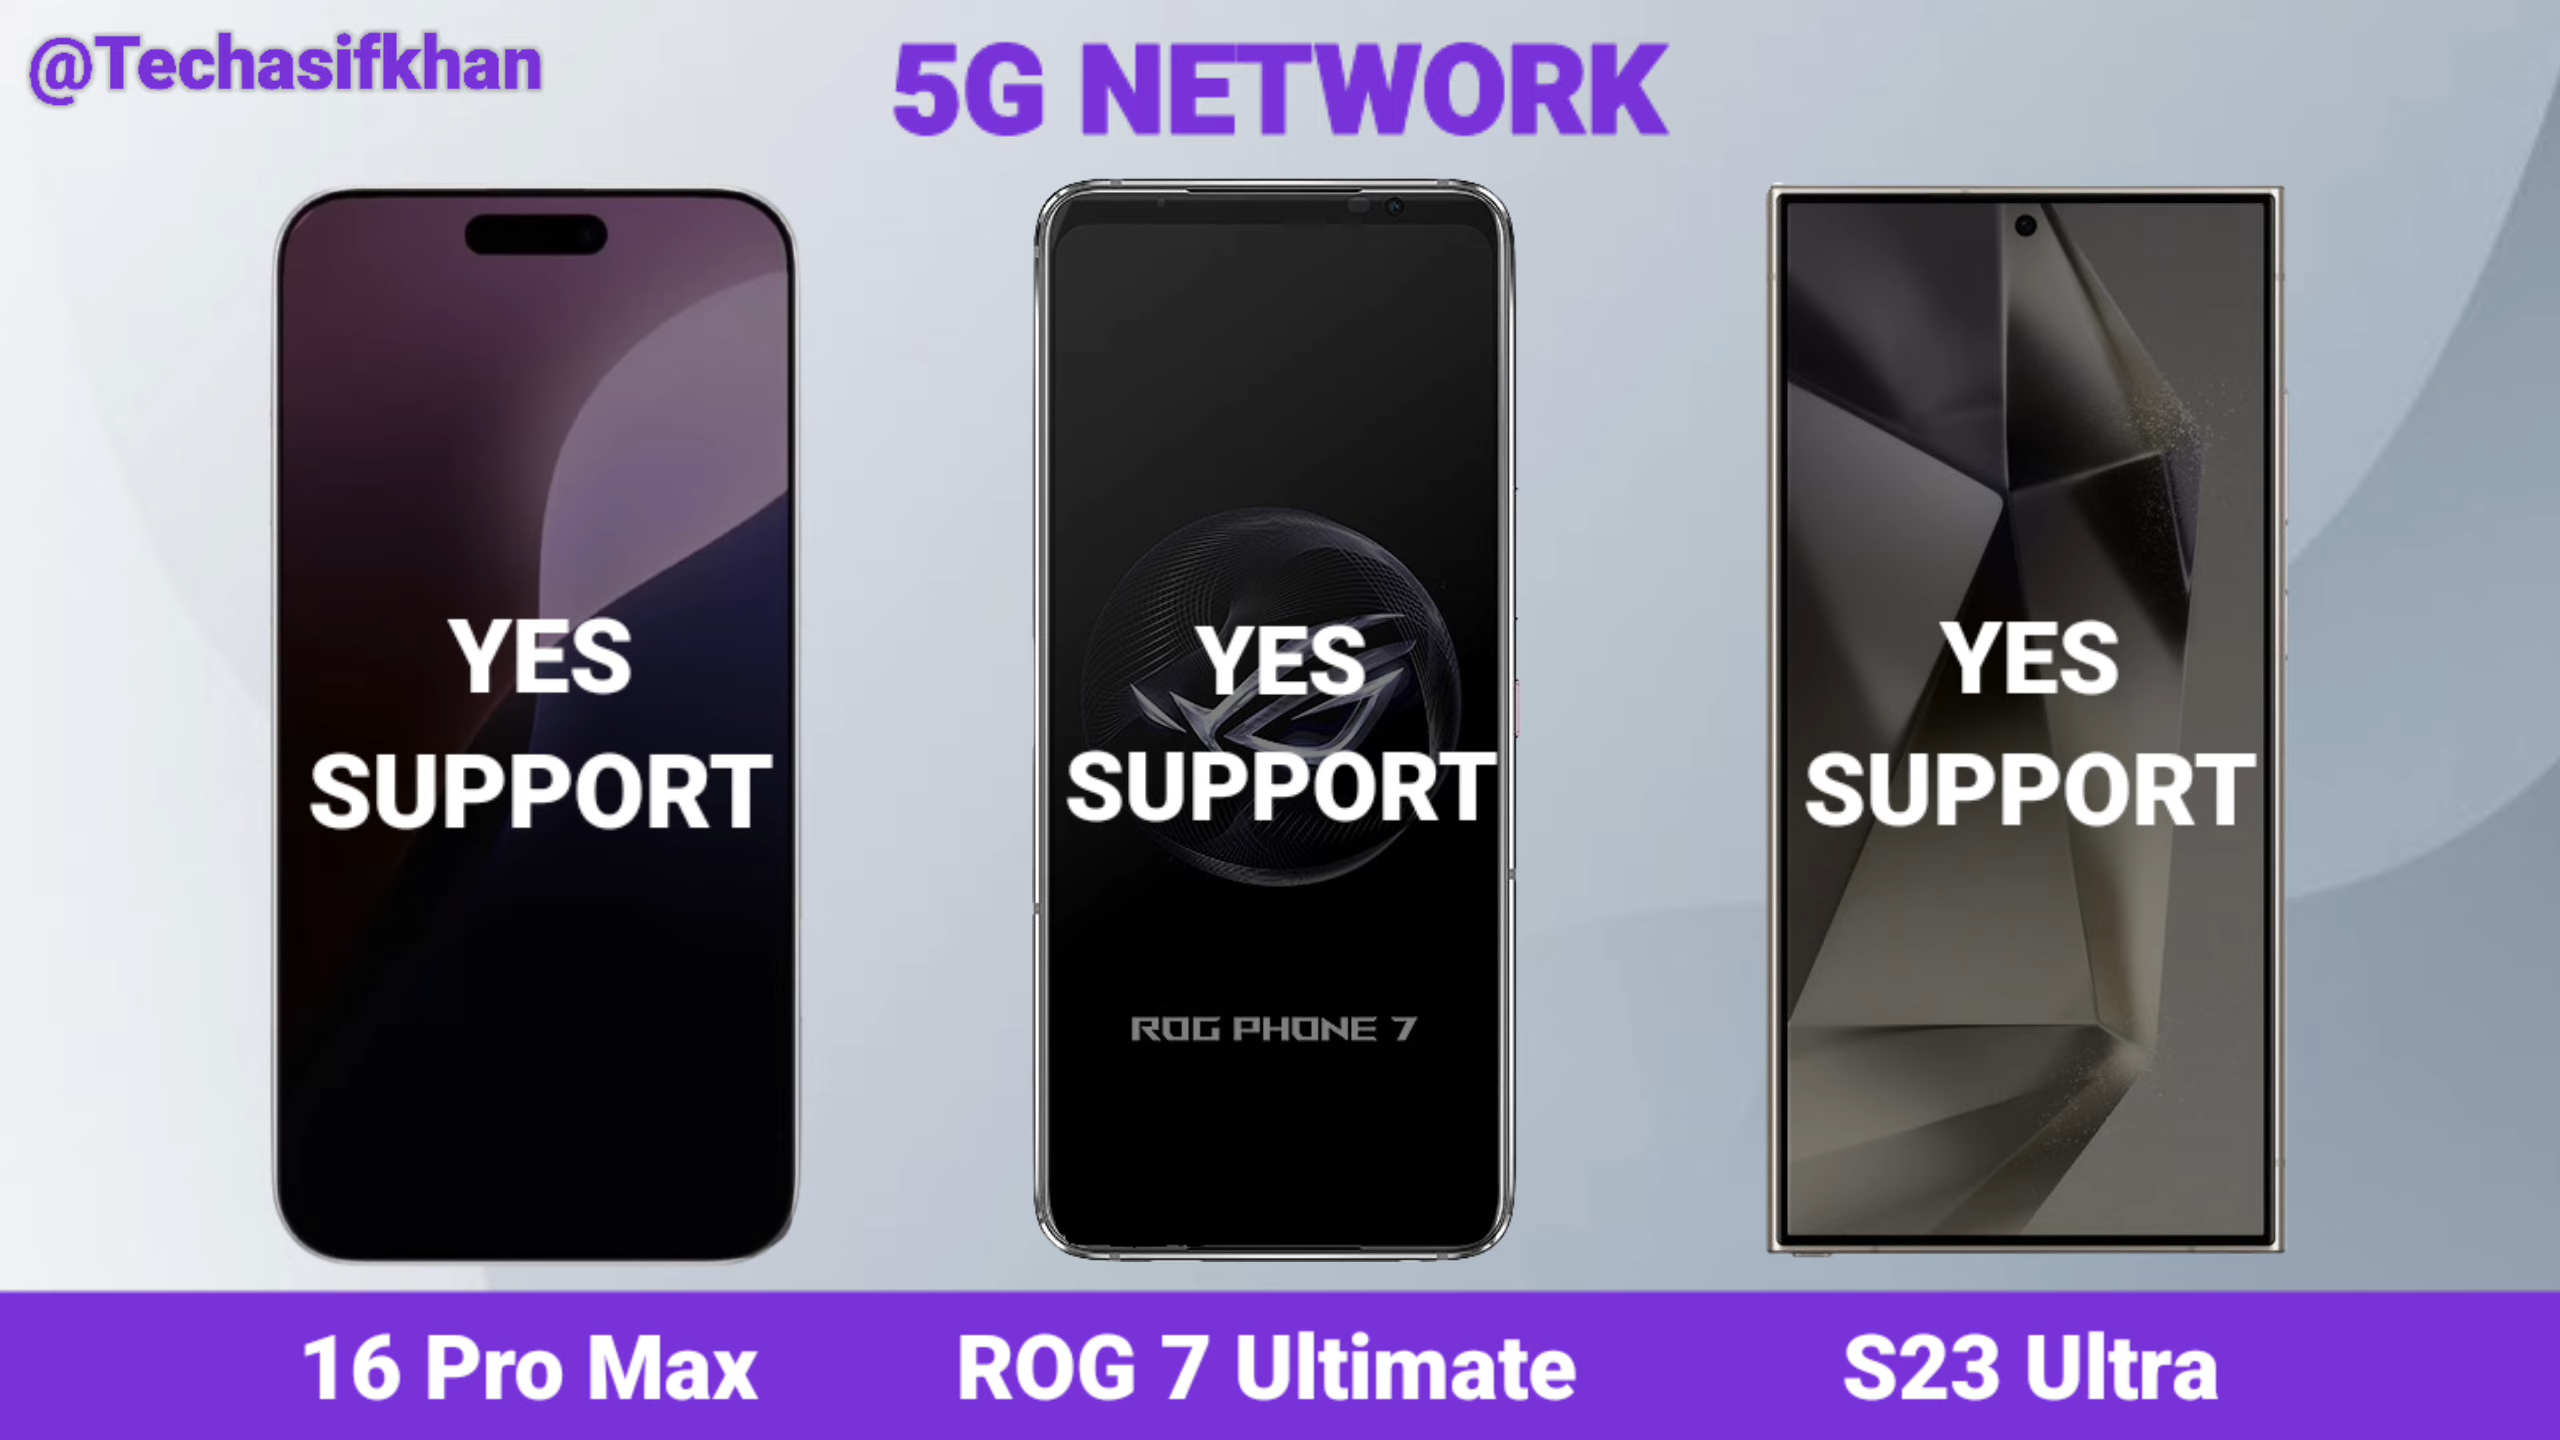 @Techasifkhan
5G NETWORK
YES
SUPPORT
YES
SUPPORT
ROG PHONE 7
YES
SUPPORT
16 Pro Max
ROG 7 Ultimate
S23 Ultra